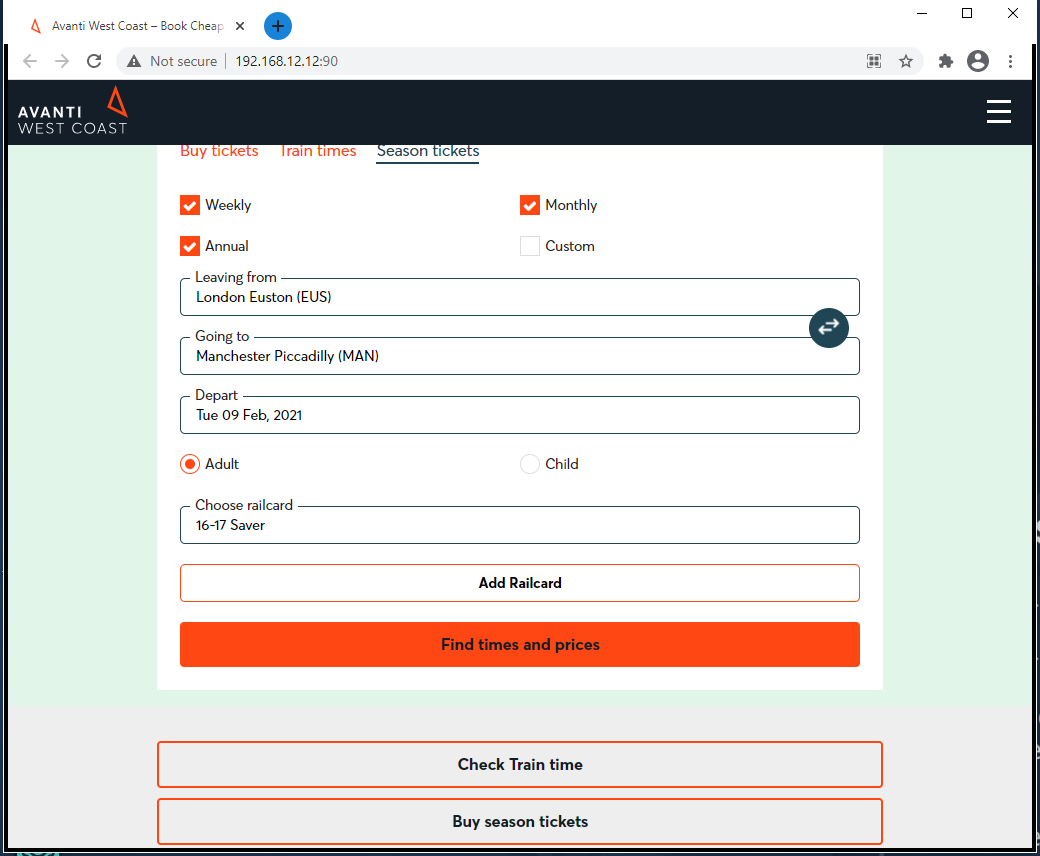 Avanti West Coast – Book Cheap
Not secure
192.168.12.12:90
AVANTI
WEST COAST
Buy tickets
Train times
Season tickets
Weekly
Monthly
Annual
Custom
Leaving from
London Euston (EUS)
Going to
Manchester Piccadilly (MAN)
Depart
Tue 09 Feb, 2021
Adult
Child
Choose railcard
16-17 Saver
Add Railcard
Find times and prices
Check Train time
Buy season tickets